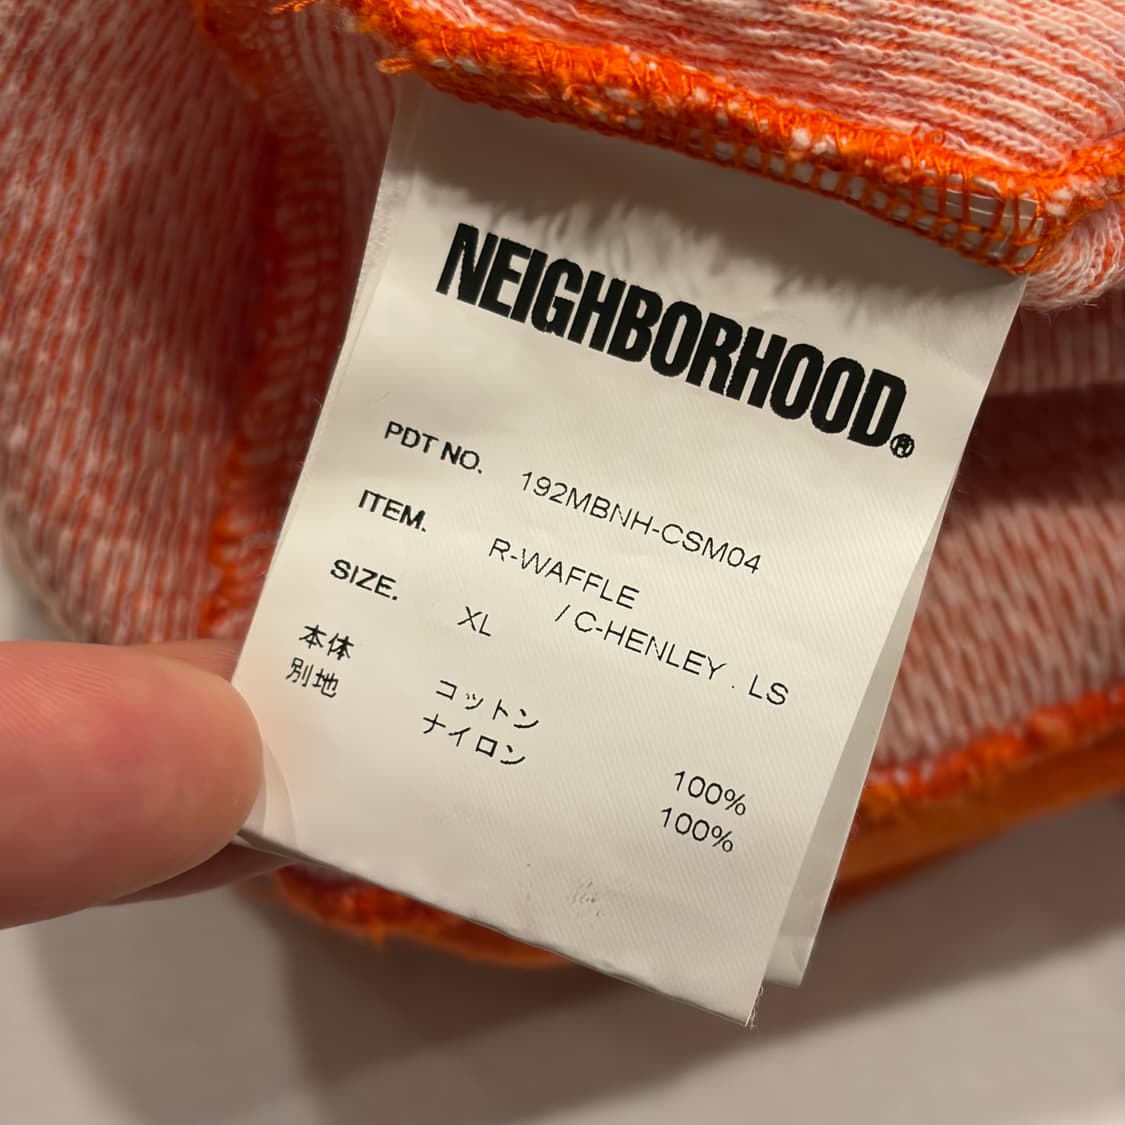 NEIGHBORHOOD®
PDT NO. 192MBNH-CSM04
ITEM. R-WAFFLE
/ C-HENLEY . LS
SIZE. XL
本体 コットン 100%
別地 ナイロン 100%